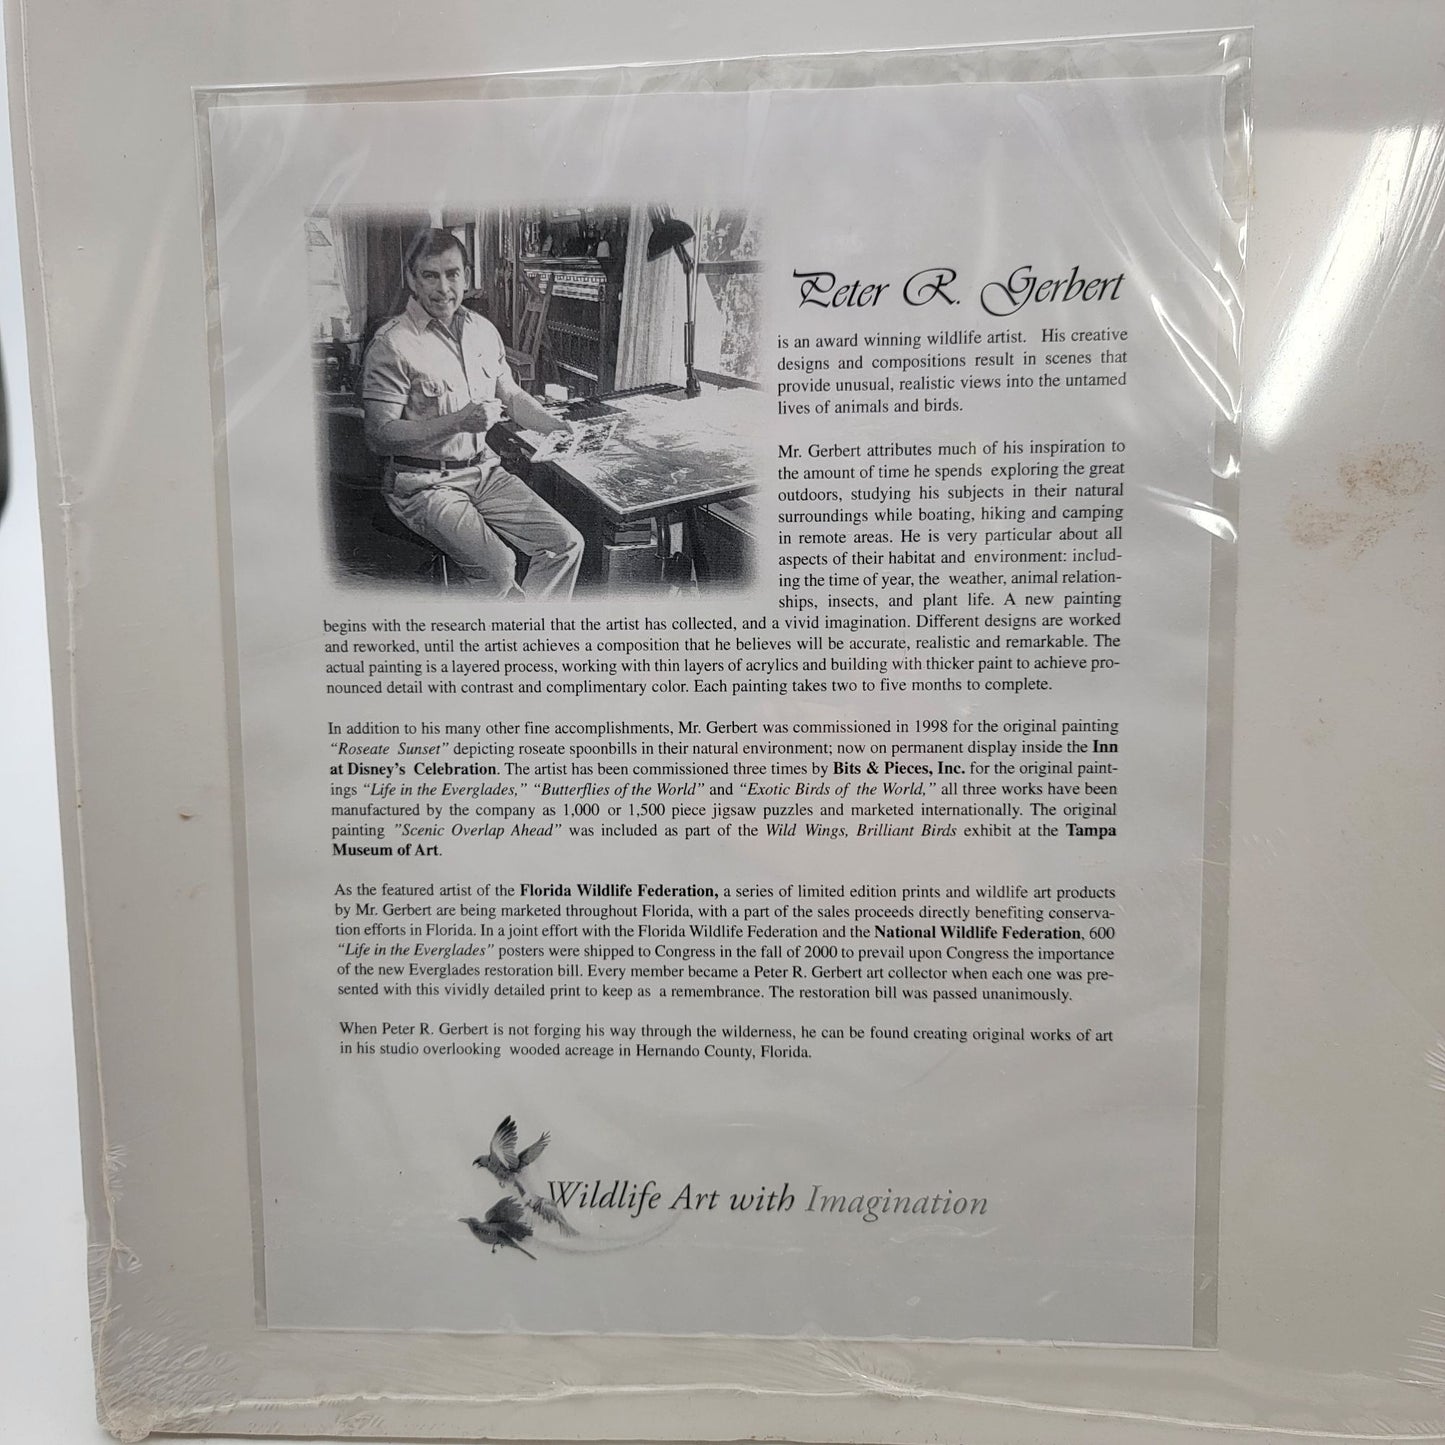 Peter R. Gerbert
is an award winning wildlife artist. His creative
designs and compositions result in scenes that
provide unusual, realistic views into the untamed
lives of animals and birds.
Mr. Gerbert attributes much of his inspiration to
the amount of time he spends exploring the great
outdoors, studying his subjects in their natural
surroundings while boating, hiking and camping
in remote areas. He is very particular about all
aspects of their habitat and environment: includ-
ing the time of year, the weather, animal relation-
ships, insects, and plant life. A new painting
begins with the research material that the artist has collected, and a vivid imagination. Different designs are worked
and reworked, until the artist achieves a composition that he believes will be accurate, realistic and remarkable. The
actual painting is a layered process, working with thin layers of acrylics and building with thicker paint to achieve pro-
nounced detail with contrast and complimentary color. Each painting takes two to five months to complete.
In addition to his many other fine accomplishments, Mr. Gerbert was commissioned in 1998 for the original painting
“Roseate Sunset” depicting roseate spoonbills in their natural environment; now on permanent display inside the Inn
at Disney’s Celebration. The artist has been commissioned three times by Bits & Pieces, Inc. for the original paint-
ings “Life in the Everglades,” “Butterflies of the World” and “Exotic Birds of the World,” all three works have been
manufactured by the company as 1,000 or 1,500 piece jigsaw puzzles and marketed internationally. The original
painting ”Scenic Overlap Ahead” was included as part of the Wild Wings, Brilliant Birds exhibit at the Tampa
Museum of Art.
As the featured artist of the Florida Wildlife Federation, a series of limited edition prints and wildlife art products
by Mr. Gerbert are being marketed throughout Florida, with a part of the sales proceeds directly benefiting conserva-
tion efforts in Florida. In a joint effort with the Florida Wildlife Federation and the National Wildlife Federation, 600
“Life in the Everglades” posters were shipped to Congress in the fall of 2000 to prevail upon Congress the importance
of the new Everglades restoration bill. Every member became a Peter R. Gerbert art collector when each one was pre-
sented with this vividly detailed print to keep as a remembrance. The restoration bill was passed unanimously.
When Peter R. Gerbert is not forging his way through the wilderness, he can be found creating original works of art
in his studio overlooking wooded acreage in Hernando County, Florida.
Wildlife Art with Imagination